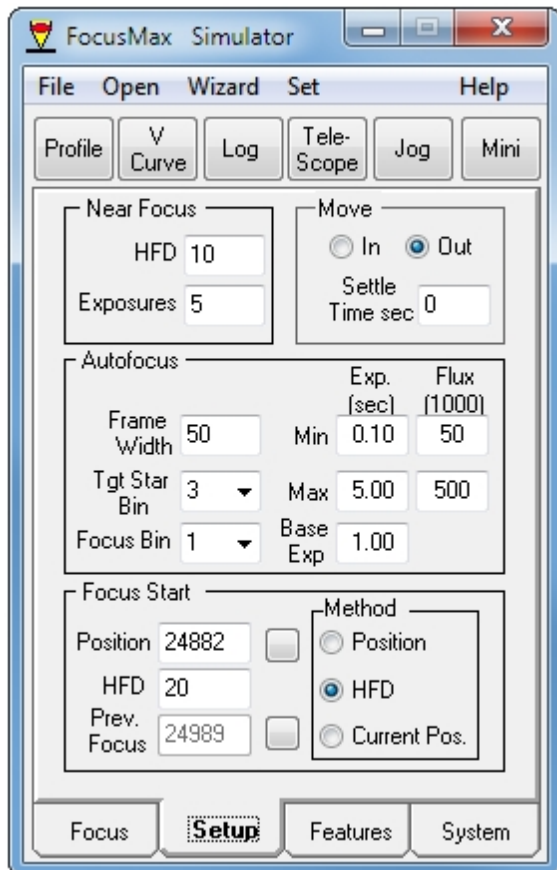 FocusMax Simulator
File Open Wizard Set Help
Profile
V Curve
Log
Tele-Scope
Jog
Mini
Near Focus
HFD 10
Exposures 5
Move
In Out
Settle
Time sec 0
Autofocus
Exp. Flux
(sec) (1000)
Frame
Width 50
Min 0.10 50
Tgt Star
Bin 3
Max 5.00 500
Focus Bin 1
Base
Exp 1.00
Focus Start
Position 24882
HFD 20
Prev.
Focus 24989
Method
Position
HFD
Current Pos.
Focus Setup Features System